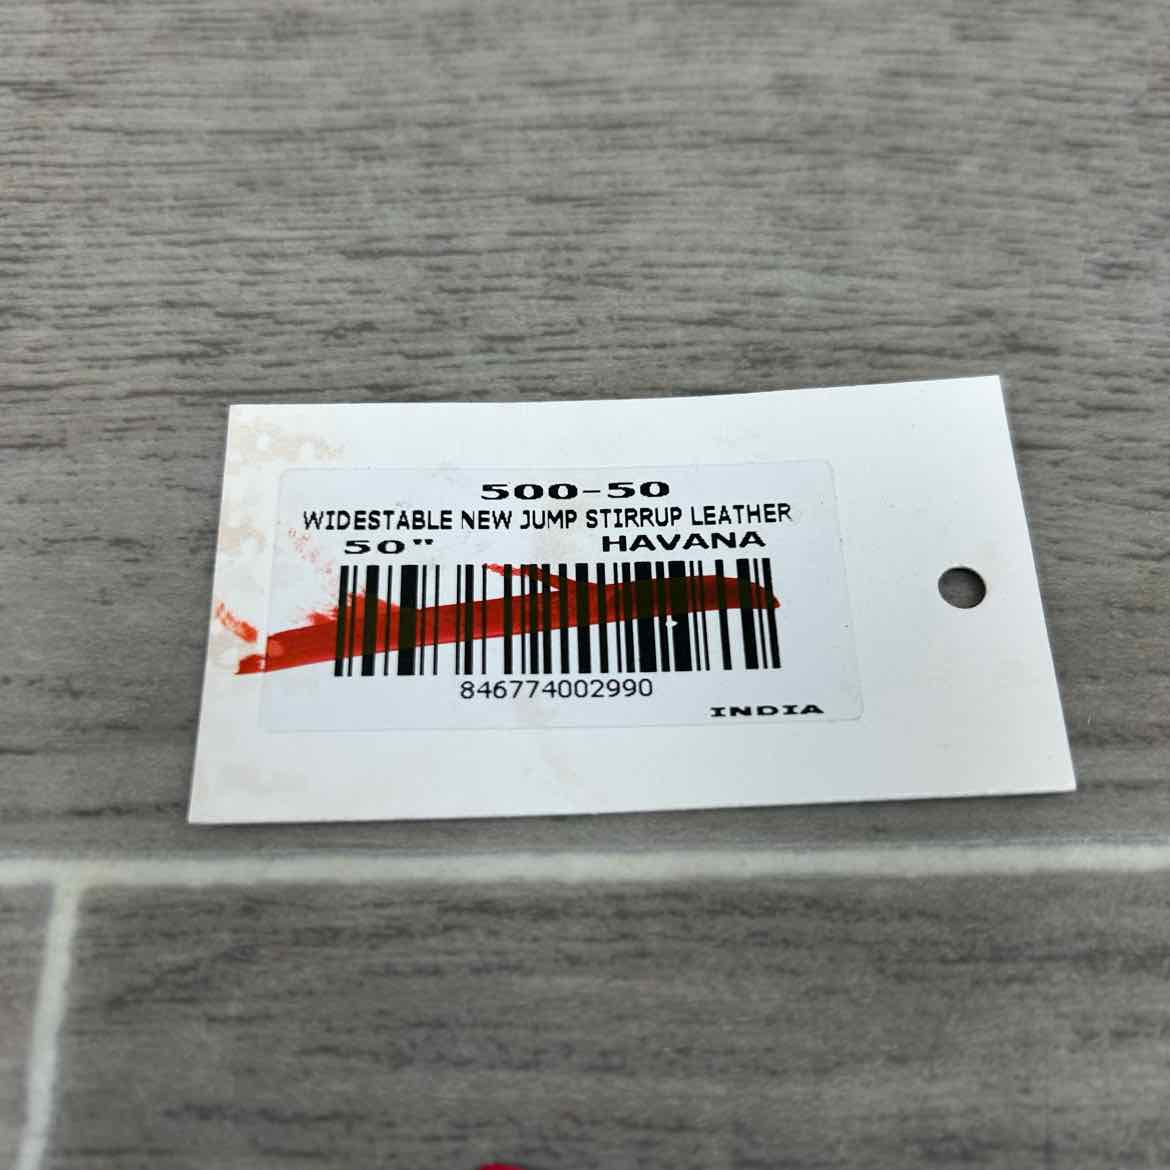 500-50
WIDESTABLE NEW JUMP STIRRUP LEATHER
50" HAVANA
846774002990
INDIA